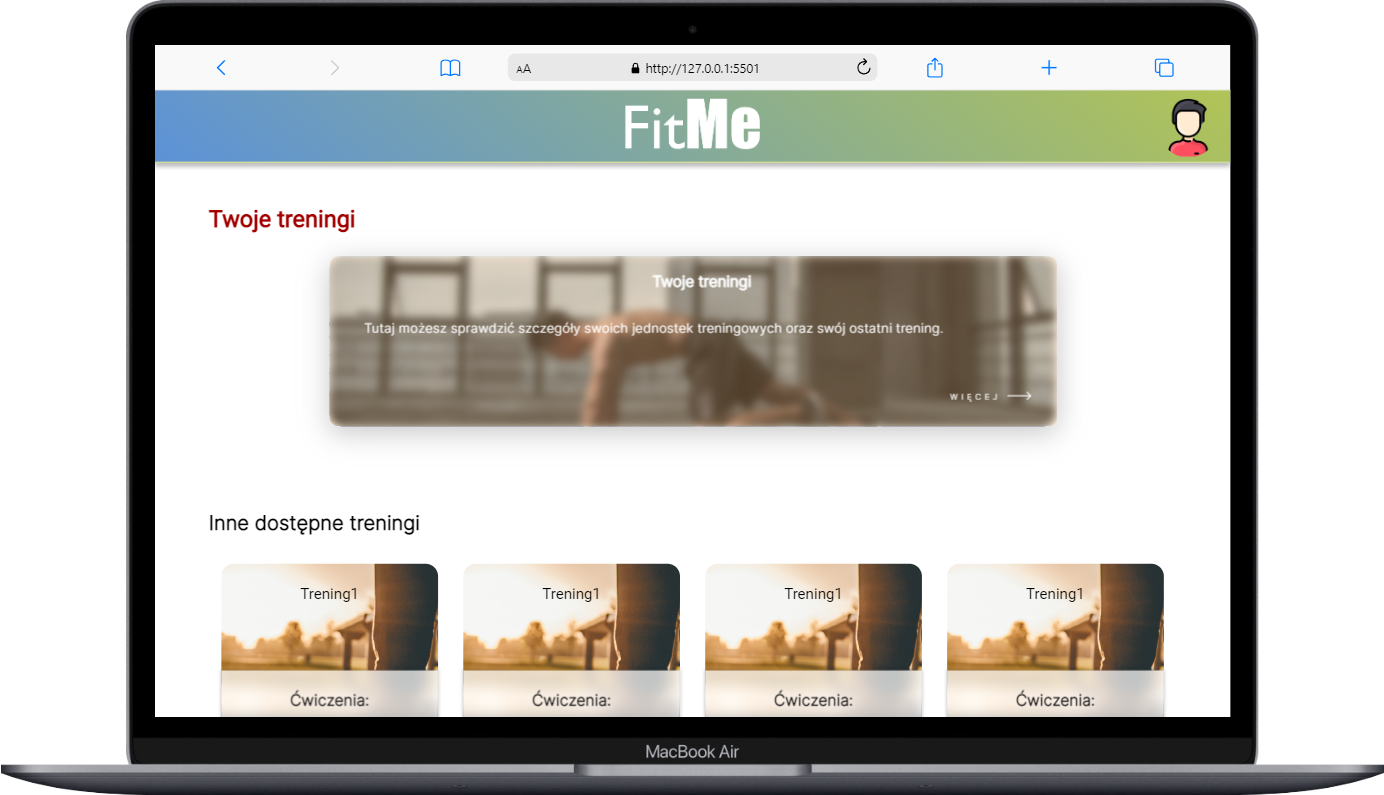 AA http://127.0.0.1:5501
FitMe
Twoje treningi
Twoje treningi
Tutaj możesz sprawdzić szczegóły swoich jednostek treningowych oraz swój ostatni trening.
WIĘCEJ
Inne dostępne treningi
Trening1 Trening1 Trening1 Trening1
Ćwiczenia: Ćwiczenia: Ćwiczenia: Ćwiczenia:
MacBook Air